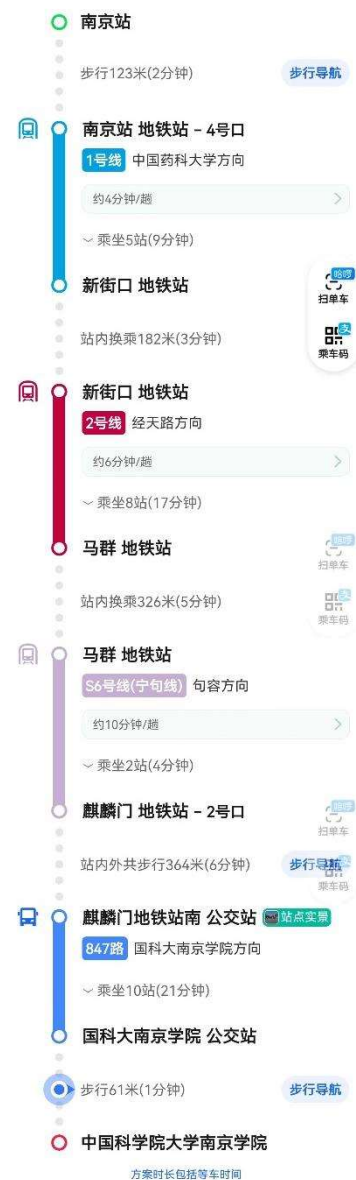 南京站
步行123米(2分钟) 步行导航
南京站 地铁站 - 4号口
1号线 中国药科大学方向
约4分钟/趟
乘坐5站(9分钟)
新街口 地铁站
哈啰
扫单车
站内换乘182米(3分钟)
支
乘车码
新街口 地铁站
2号线 经天路方向
约6分钟/趟
乘坐8站(17分钟)
马群 地铁站
哈啰
扫单车
站内换乘326米(5分钟)
支
乘车码
马群 地铁站
S6号线(宁句线) 句容方向
约10分钟/趟
乘坐2站(4分钟)
麒麟门 地铁站 - 2号口
哈啰
扫单车
站内外共步行364米(6分钟) 步行导航
支
乘车码
麒麟门地铁站南 公交站 站点实景
847路 国科大南京学院方向
乘坐10站(21分钟)
国科大南京学院 公交站
步行61米(1分钟) 步行导航
中国科学院大学南京学院
方案时长包括等车时间